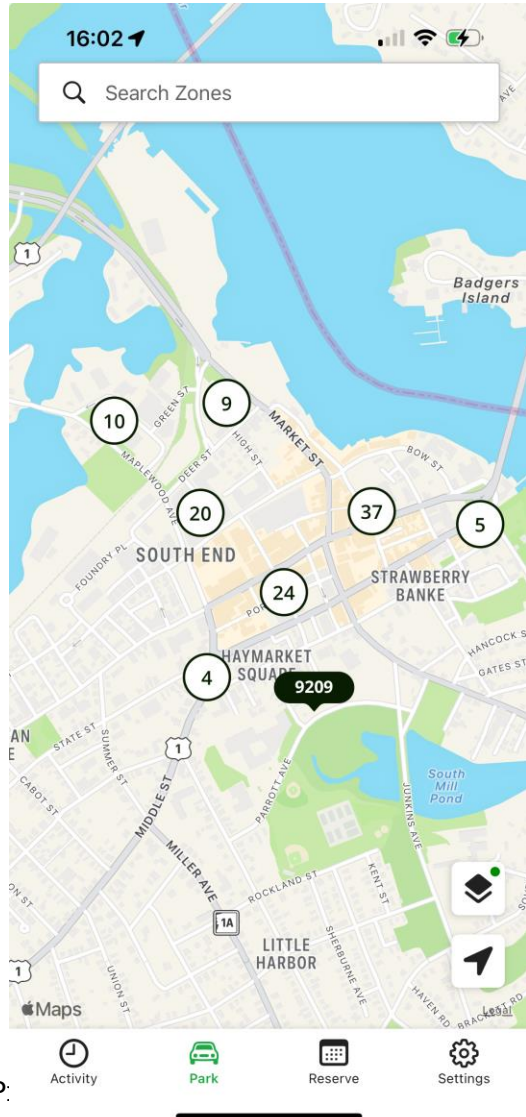 16:02
Search Zones
AVE
1
Badgers
Island
10
9
GREEN ST
MARKET ST
HIGH ST
DEER ST
MAPLEWOOD AVE
BOW ST
20
37
5
SOUTH END
FOUNDRY PL
STRAWBERRY
BANKE
24
HANCOCK S
GATES ST
HAYMARKET
SQUARE
4
9209
AN
E
STATE ST
SUMMER ST
1
CABOT ST
MIDDLE ST
PARROTT AVE
JUNKINS AVE
South
Mill
Pond
MILLER AVE
ROCKLAND ST
KENT ST
1A
LITTLE
HARBOR
SHERBURNE AVE
UNION ST
1
HAVEN RD
Maps
Legal
Activity
Park
Reserve
Settings